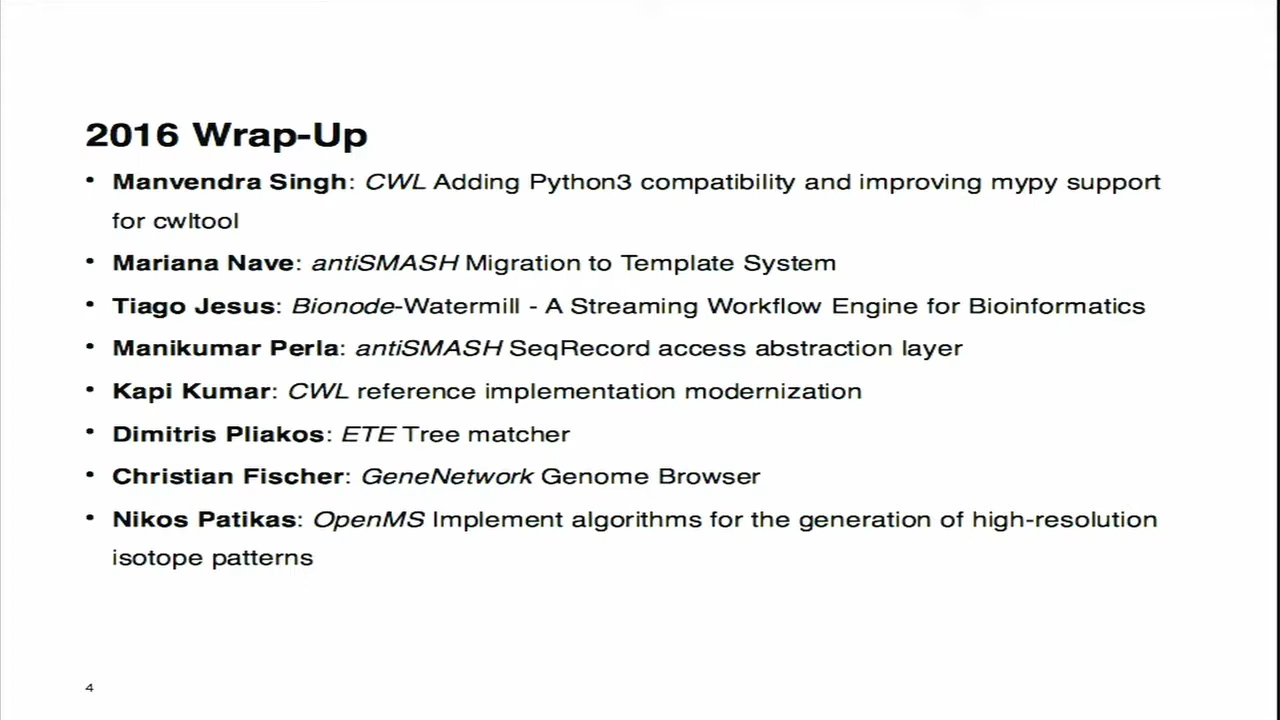 2016 Wrap-Up
• Manvendra Singh: CWL Adding Python3 compatibility and improving mypy support
for cwltool
• Mariana Nave: antiSMASH Migration to Template System
• Tiago Jesus: Bionode-Watermill - A Streaming Workflow Engine for Bioinformatics
• Manikumar Perla: antiSMASH SeqRecord access abstraction layer
• Kapi Kumar: CWL reference implementation modernization
• Dimitris Pliakos: ETE Tree matcher
• Christian Fischer: GeneNetwork Genome Browser
• Nikos Patikas: OpenMS Implement algorithms for the generation of high-resolution
isotope patterns
4